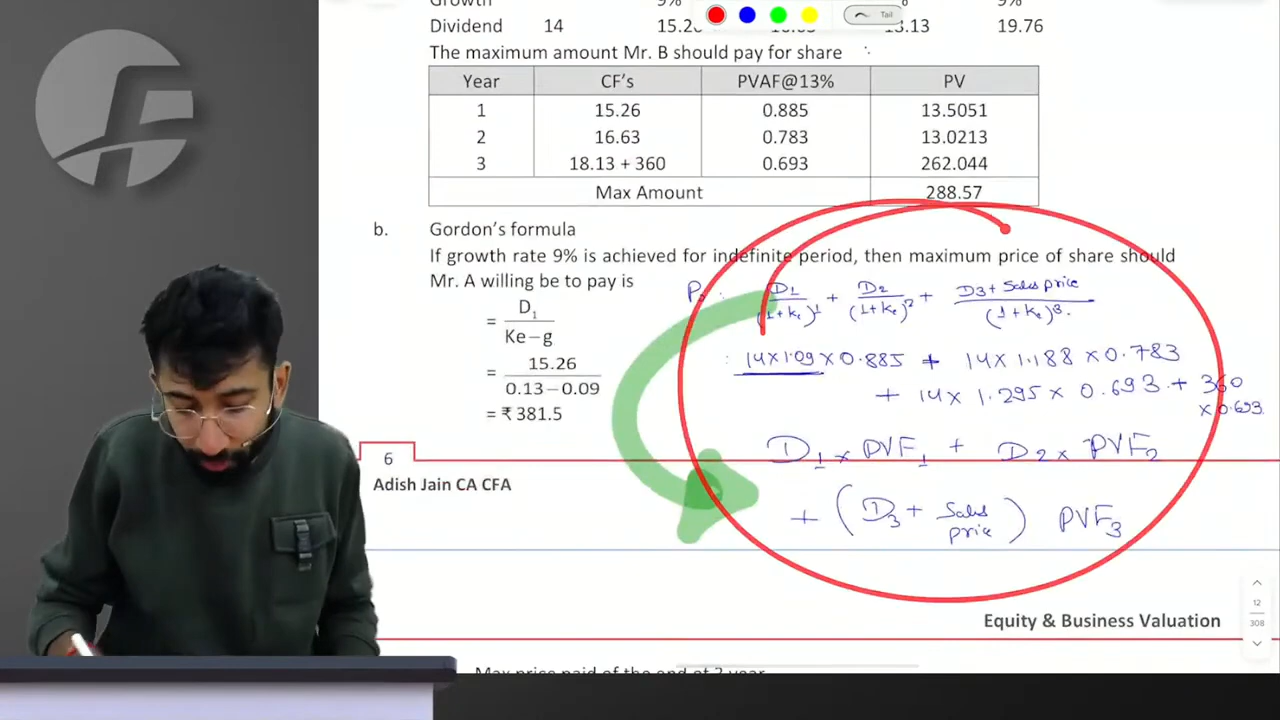 9%
9%
Tail
Dividend 14 15.26 18.13 19.76
The maximum amount Mr. B should pay for share
Year CF's PVAF@13% PV
1 15.26 0.885 13.5051
2 16.63 0.783 13.0213
3 18.13 + 360 0.693 262.044
Max Amount 288.57
b. Gordon's formula
If growth rate 9% is achieved for indefinite period, then maximum price of share should
Mr. A willing be to pay is
= D1 / Ke – g
= 15.26 / 0.13 – 0.09
= ₹ 381.5
D1 / (1+ke)^1 + D2 / (1+ke)^2 + D3 + Sales price / (1+ke)^3.
: 14 x 1.09 x 0.885 + 14 x 1.188 x 0.783
+ 14 x 1.295 x 0.693 + 360
x 0.693
D1 x PVF1 + D2 x PVF2
+ (D3 + Sales price) PVF3
6
Adish Jain CA CFA
12
308
Equity & Business Valuation